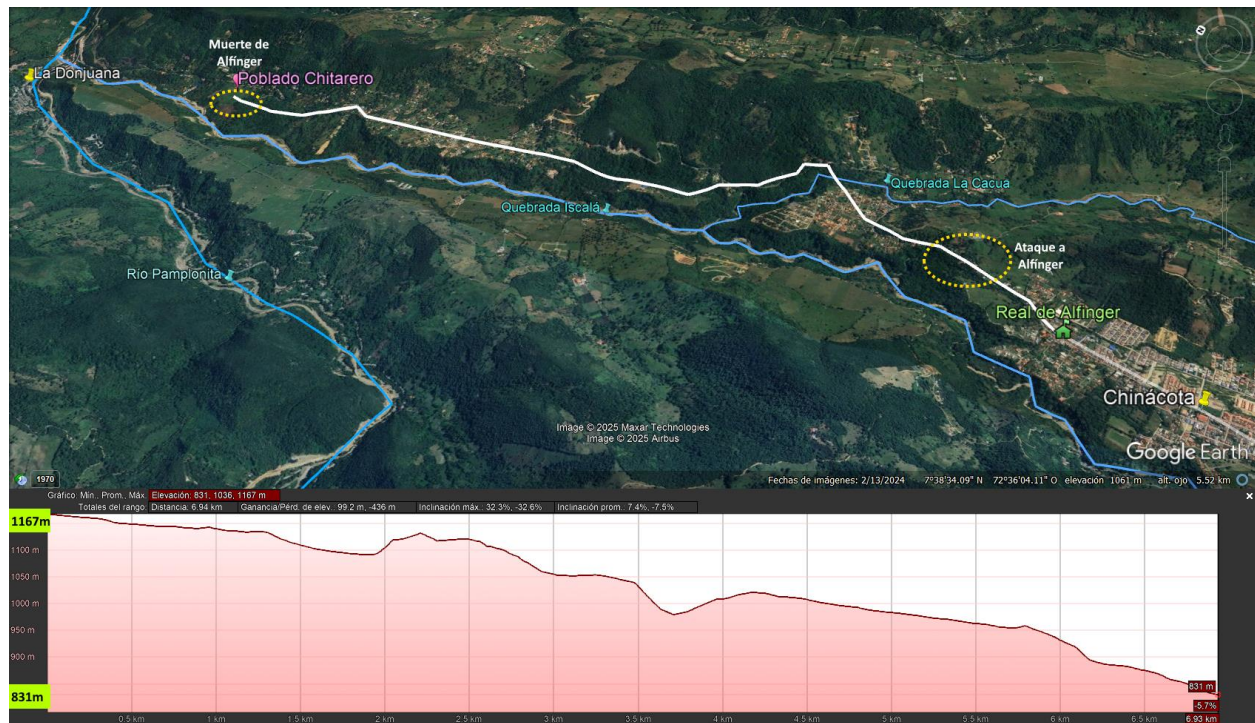 Muerte de
Alfinger
La Donjuana
Poblado Chitarero
Quebrada La Cacua
Quebrada Iscalá
Ataque a
Alfinger
Río Pamplonita
Real de Alfinger
Chinácota
Image © 2025 Maxar Technologies
Image © 2025 Airbus
Google Earth
1970
Fechas de imágenes: 2/13/2024 7°38'34.09" N 72°36'04.11" O elevación 1061 m alt. ojo 5.52 km
Gráfico: Mín., Prom., Máx. Elevación: 831, 1036, 1167 m
Totales del rango: Distancia: 6.94 km Ganancia/Pérd. de elev.: 99.2 m, -436 m Inclinación máx.: 32.3%, -32.6% Inclinación prom.: 7.4%, -7.5%
1167m
1100 m
1050 m
1000 m
950 m
900 m
831m
831 m
-5.7%
0.5 km 1 km 1.5 km 2 km 2.5 km 3 km 3.5 km 4 km 4.5 km 5 km 5.5 km 6 km 6.5 km 6.93 km